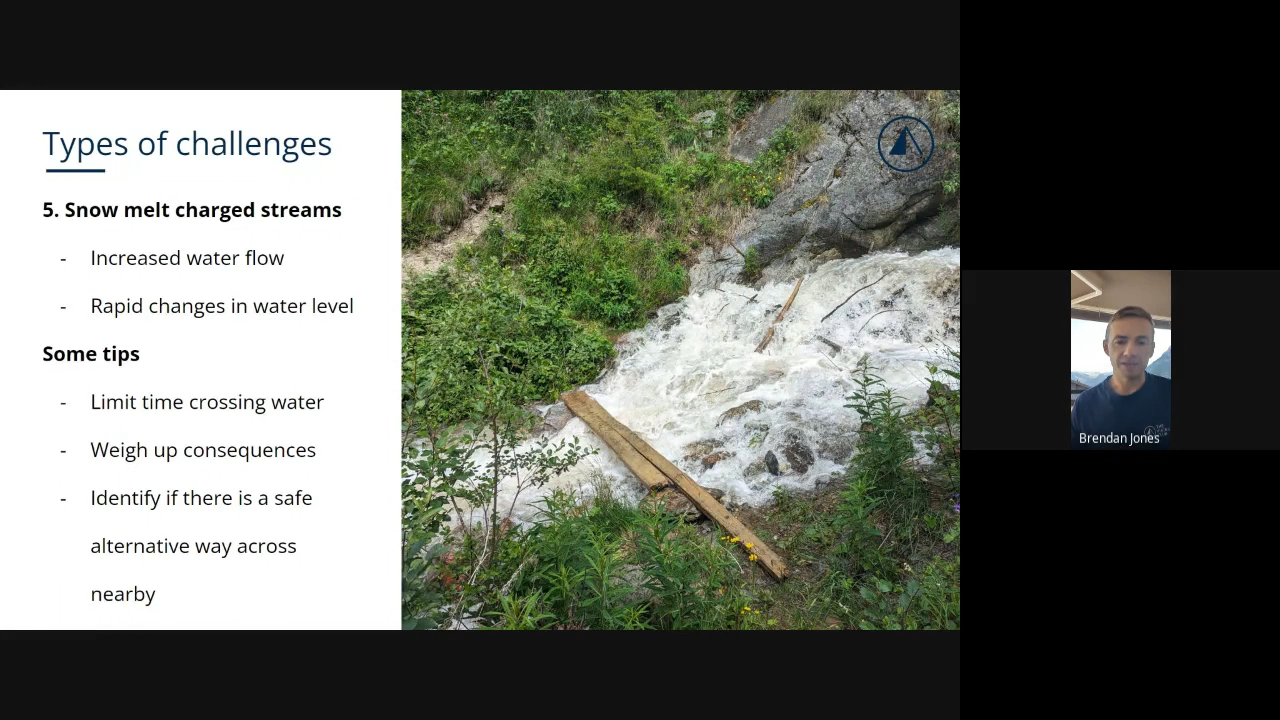 Types of challenges
5. Snow melt charged streams
- Increased water flow
- Rapid changes in water level
Some tips
- Limit time crossing water
- Weigh up consequences
- Identify if there is a safe
alternative way across
nearby
Brendan Jones